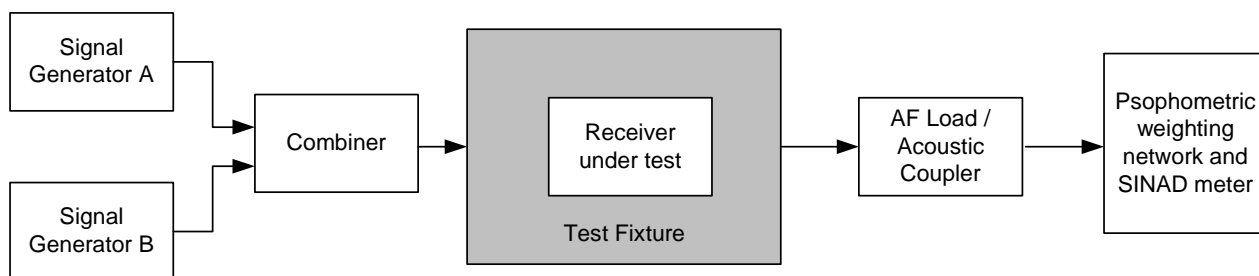 Signal
Generator A
Signal
Generator B
Combiner
Receiver
under test
Test Fixture
AF Load /
Acoustic
Coupler
Psophometric
weighting
network and
SINAD meter